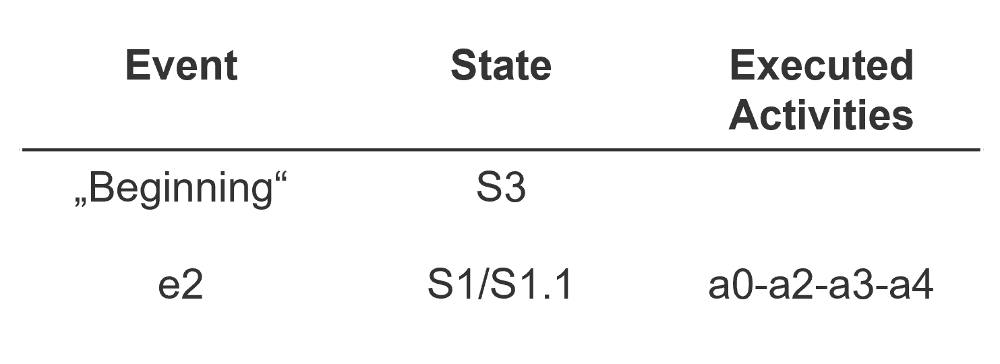 Event State Executed
Activities
„Beginning“ S3
e2 S1/S1.1 a0-a2-a3-a4